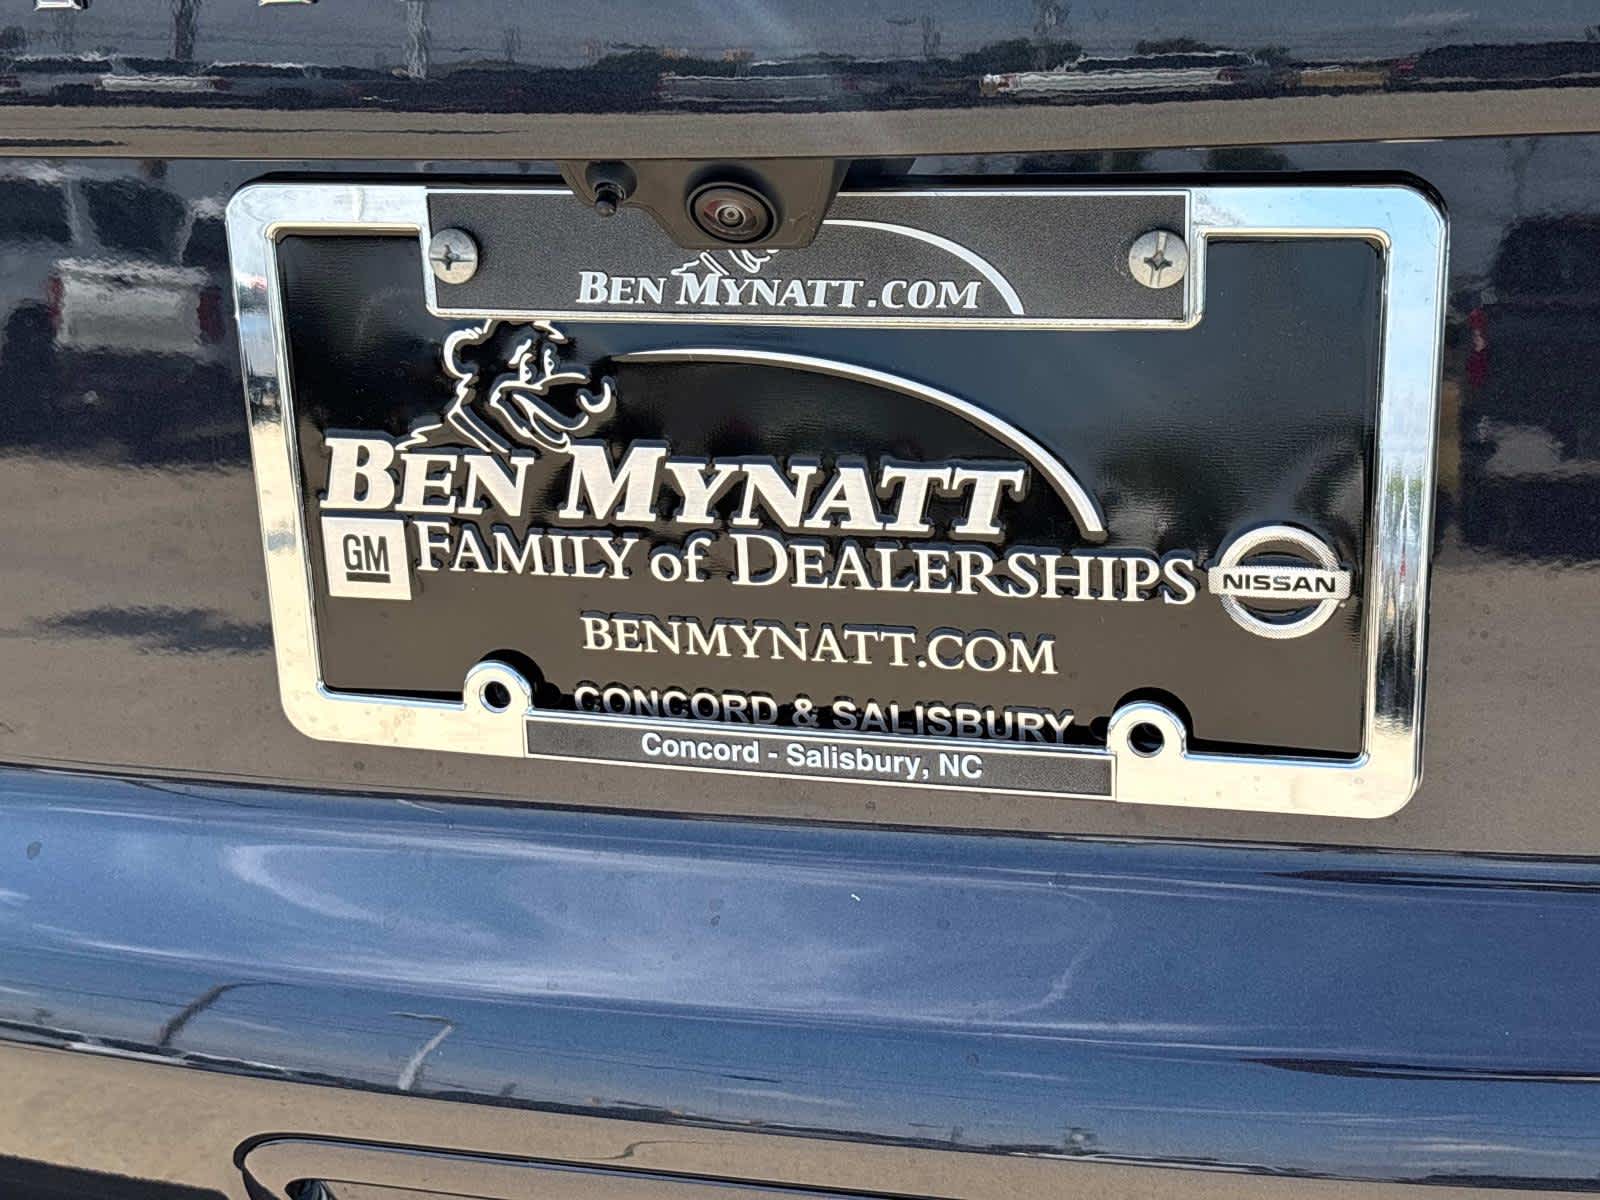 BEN MYNATT.COM
BEN MYNATT
GM FAMILY of DEALERSHIPS NISSAN
BENMYNATT.COM
CONCORD & SALISBURY
Concord - Salisbury, NC